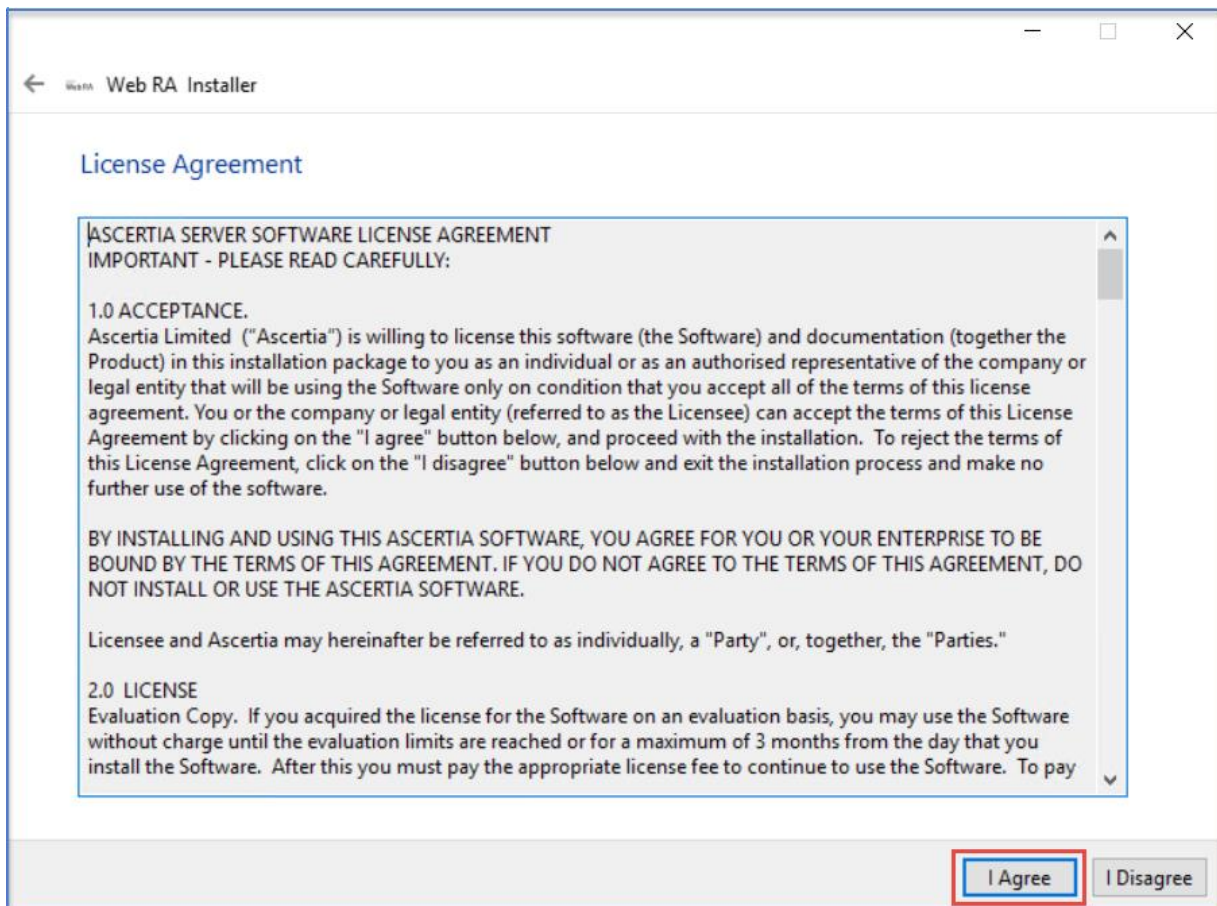 Web RA Installer
License Agreement
ASCERTIA SERVER SOFTWARE LICENSE AGREEMENT
IMPORTANT - PLEASE READ CAREFULLY:
1.0 ACCEPTANCE.
Ascertia Limited ("Ascertia") is willing to license this software (the Software) and documentation (together the
Product) in this installation package to you as an individual or as an authorised representative of the company or
legal entity that will be using the Software only on condition that you accept all of the terms of this license
agreement. You or the company or legal entity (referred to as the Licensee) can accept the terms of this License
Agreement by clicking on the "I agree" button below, and proceed with the installation. To reject the terms of
this License Agreement, click on the "I disagree" button below and exit the installation process and make no
further use of the software.
BY INSTALLING AND USING THIS ASCERTIA SOFTWARE, YOU AGREE FOR YOU OR YOUR ENTERPRISE TO BE
BOUND BY THE TERMS OF THIS AGREEMENT. IF YOU DO NOT AGREE TO THE TERMS OF THIS AGREEMENT, DO
NOT INSTALL OR USE THE ASCERTIA SOFTWARE.
Licensee and Ascertia may hereinafter be referred to as individually, a "Party", or, together, the "Parties."
2.0 LICENSE
Evaluation Copy. If you acquired the license for the Software on an evaluation basis, you may use the Software
without charge until the evaluation limits are reached or for a maximum of 3 months from the day that you
install the Software. After this you must pay the appropriate license fee to continue to use the Software. To pay
I Agree
I Disagree